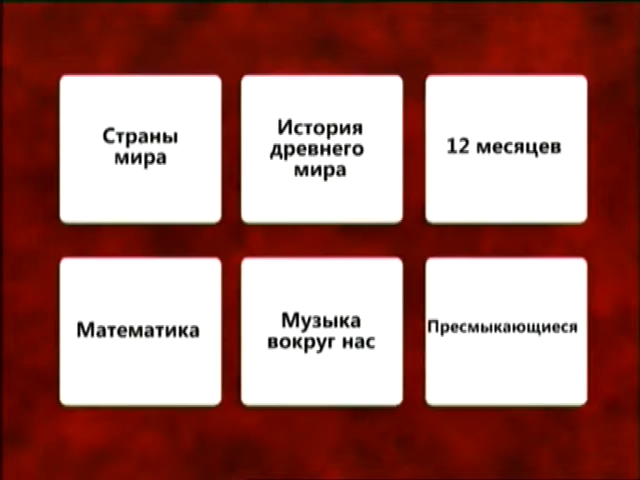 Страны
мира
История
древнего
мира
12 месяцев
Математика
Музыка
вокруг нас
Пресмыкающиеся